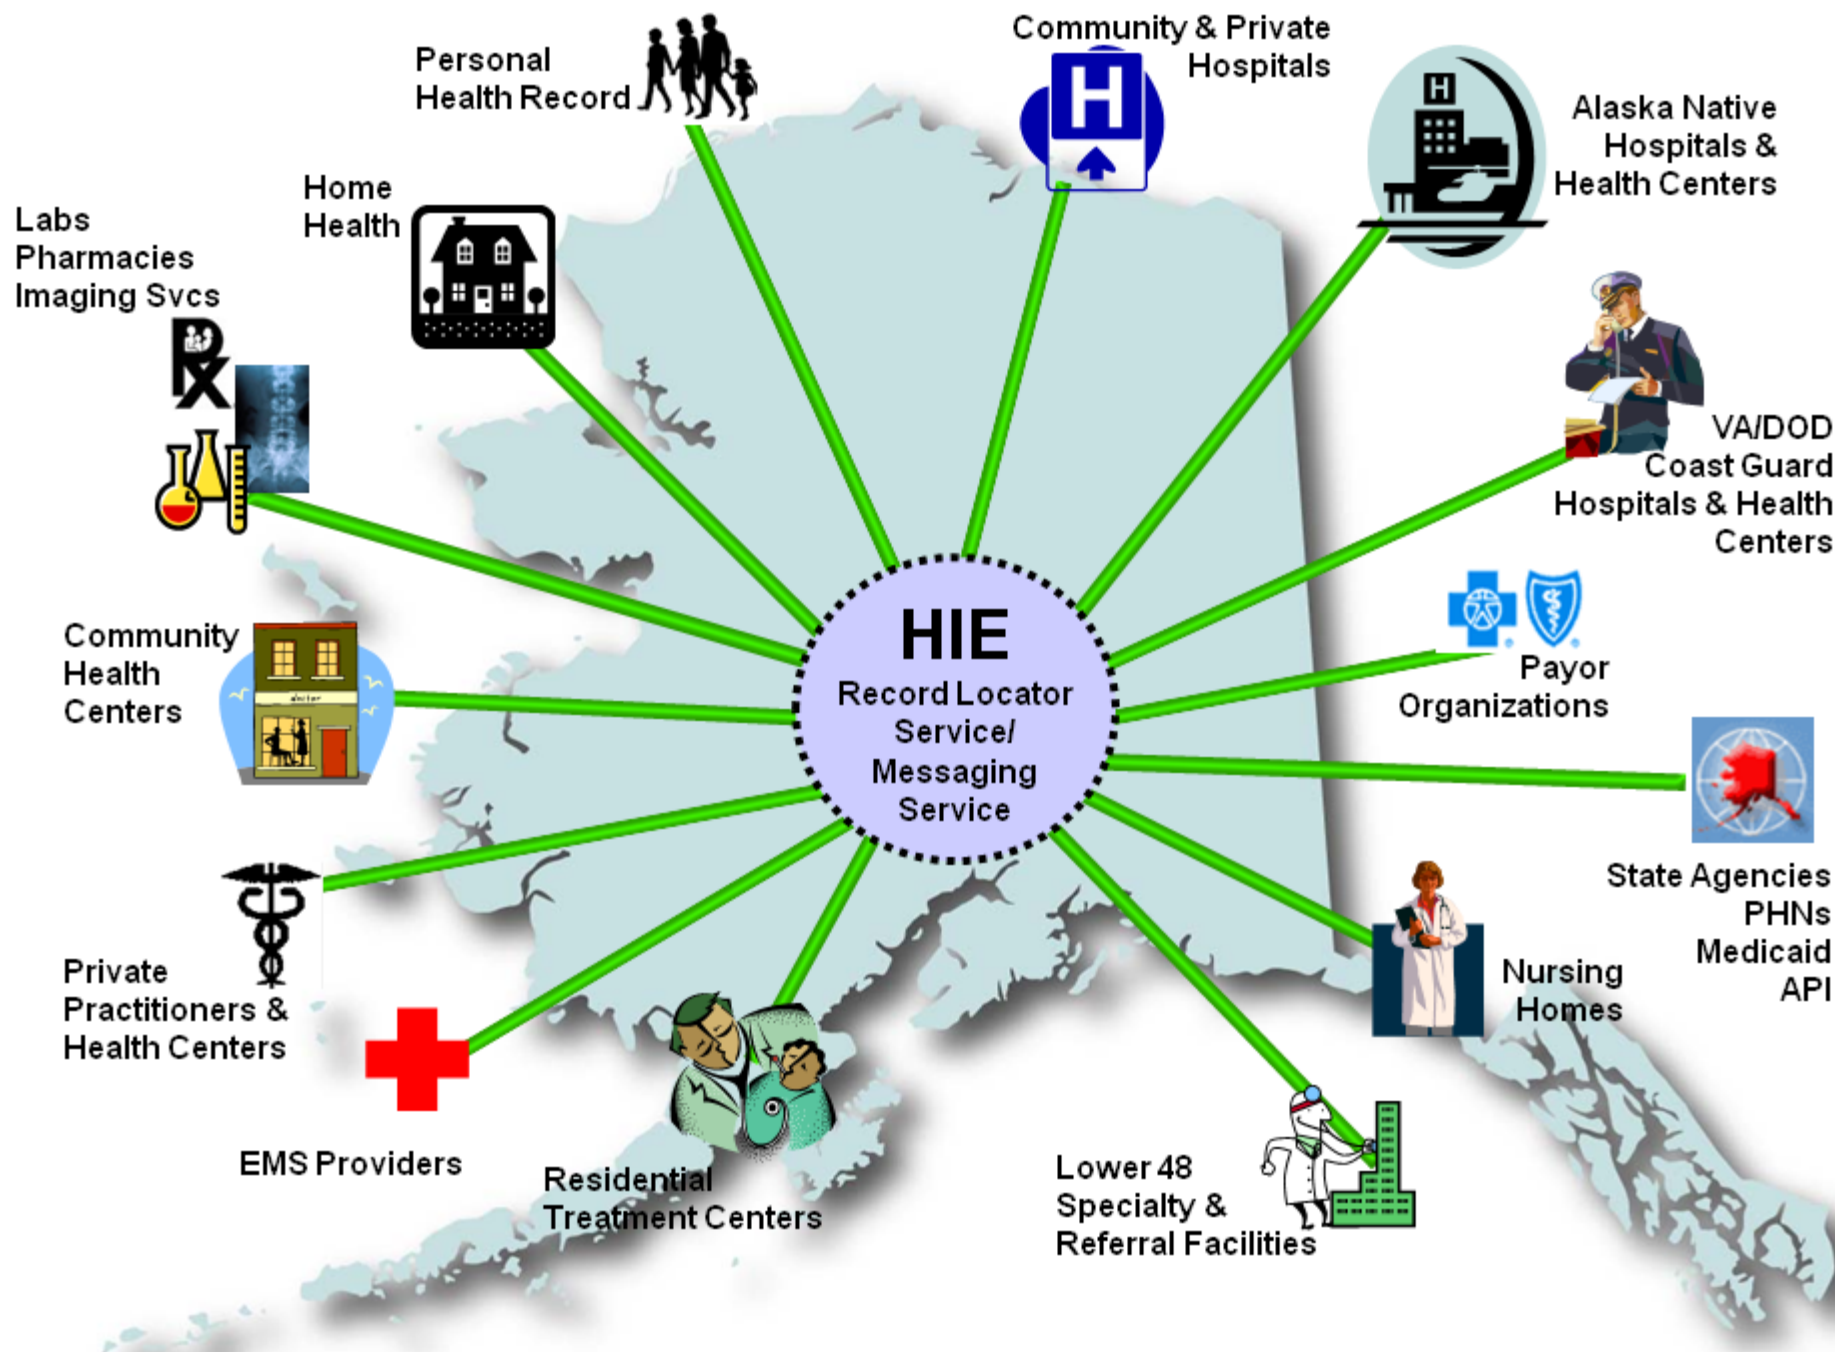 Personal
Health Record
Community & Private
Hospitals
H
H
Alaska Native
Hospitals &
Health Centers
Home
Health
Labs
Pharmacies
Imaging Svcs
Rx
VA/DOD
Coast Guard
Hospitals & Health
Centers
HIE
Record Locator
Service/
Messaging
Service
Community
Health
Centers
doctor
Payor
Organizations
State Agencies
PHNs
Medicaid
API
Private
Practitioners &
Health Centers
Nursing
Homes
EMS Providers
Residential
Treatment Centers
Lower 48
Specialty &
Referral Facilities